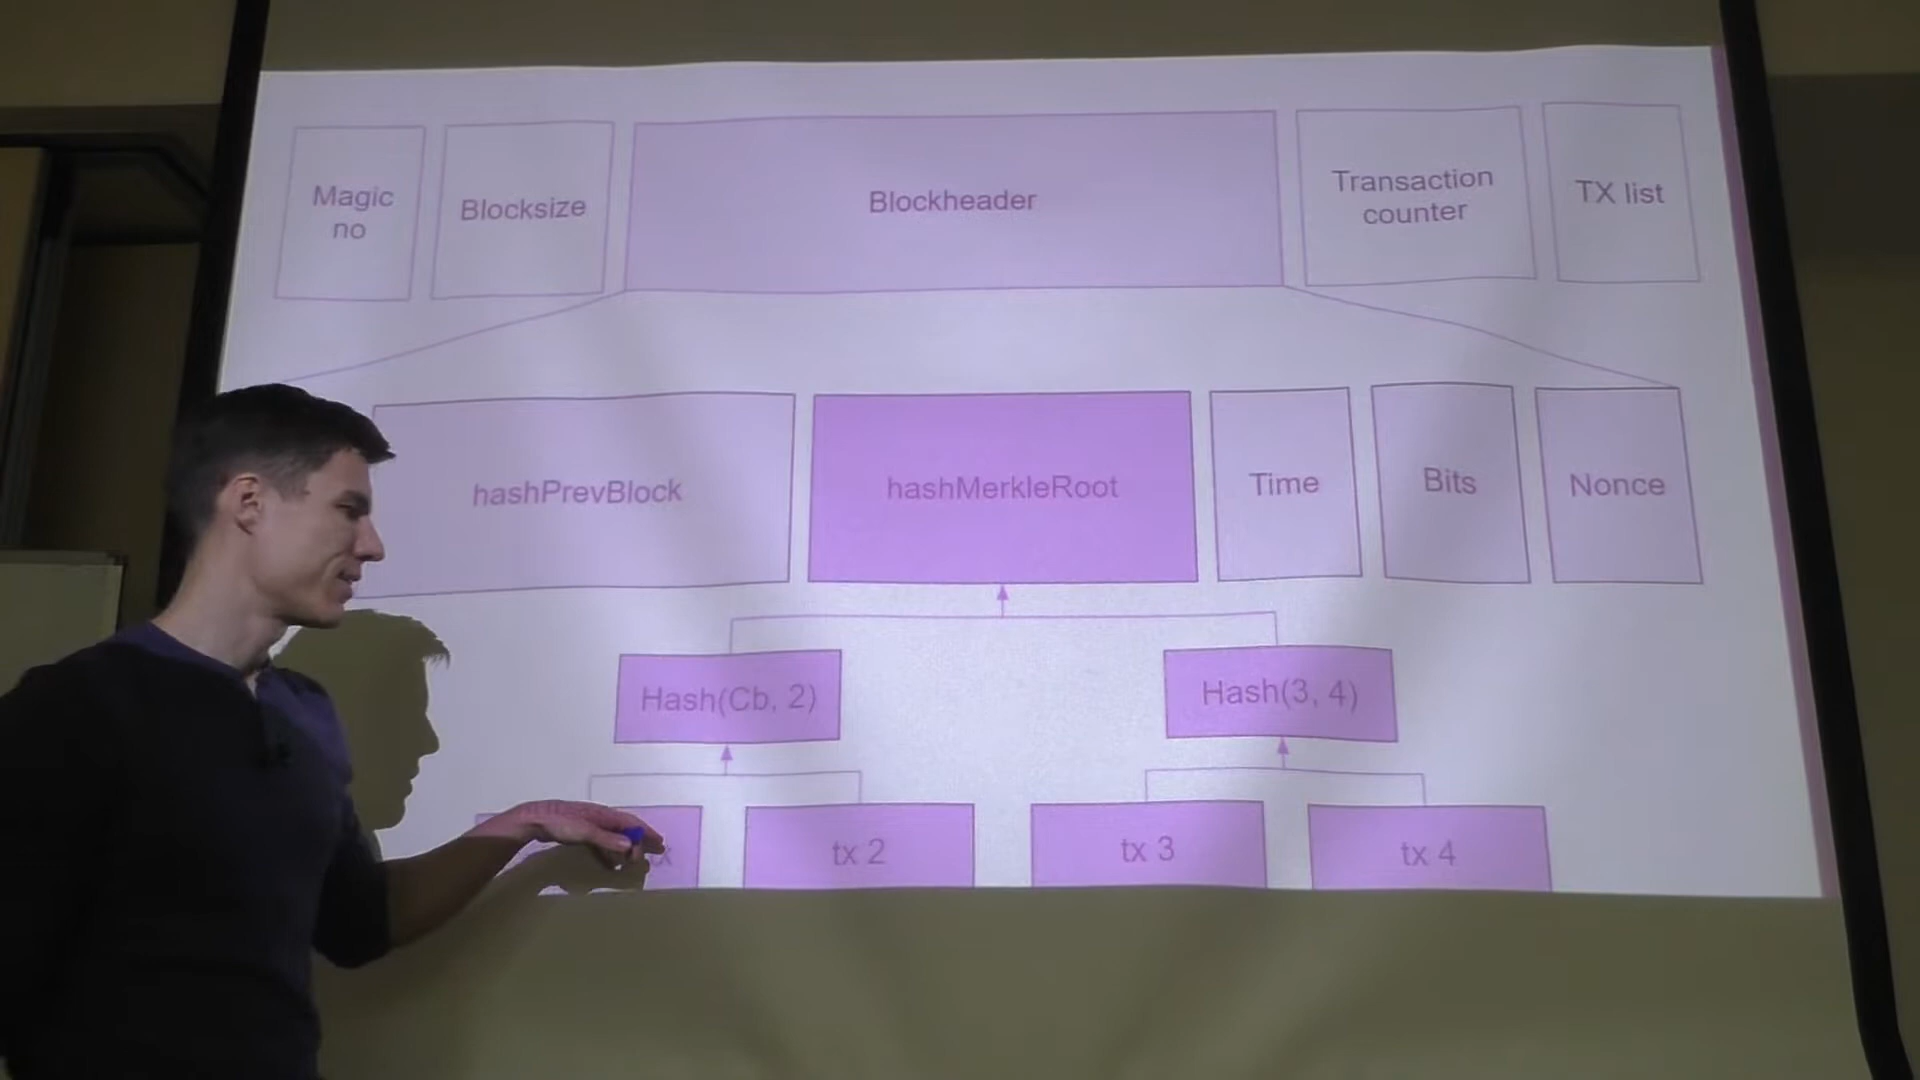 Magic
no
Blocksize
Blockheader
Transaction
counter
TX list
hashPrevBlock
hashMerkleRoot
Time
Bits
Nonce
Hash(Cb, 2)
Hash(3, 4)
tx 2
tx 3
tx 4